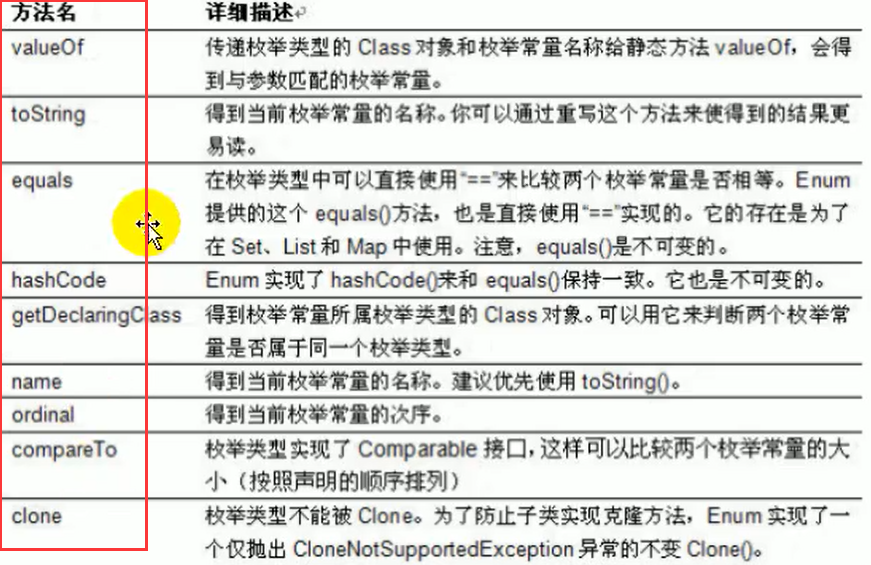 方法名 详细描述
valueOf 传递枚举类型的 Class 对象和枚举常量名称给静态方法 valueOf，会得
到与参数匹配的枚举常量。
toString 得到当前枚举常量的名称。你可以通过重写这个方法来使得到的结果更
易读。
equals 在枚举类型中可以直接使用“==”来比较两个枚举常量是否相等。Enum
提供的这个 equals()方法，也是直接使用“==”实现的。它的存在是为了
在 Set、List 和 Map 中使用。注意，equals()是不可变的。
hashCode Enum 实现了 hashCode()来和 equals()保持一致。它也是不可变的。
getDeclaringClass 得到枚举常量所属枚举类型的 Class 对象。可以用它来判断两个枚举常
量是否属于同一个枚举类型。
name 得到当前枚举常量的名称。建议优先使用 toString()。
ordinal 得到当前枚举常量的次序。
compareTo 枚举类型实现了 Comparable 接口，这样可以比较两个枚举常量的大
小（按照声明的顺序排列）
clone 枚举类型不能被 Clone。为了防止子类实现克隆方法，Enum 实现了一
个仅抛出 CloneNotSupportedException 异常的不变 Clone()。